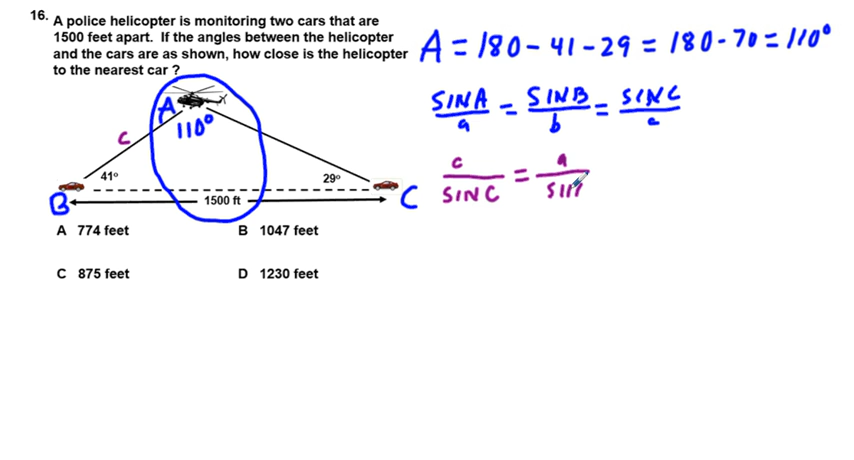 16. A police helicopter is monitoring two cars that are
1500 feet apart. If the angles between the helicopter
and the cars are as shown, how close is the helicopter
to the nearest car ?
A = 180 - 41 - 29 = 180 - 70 = 110°
SIN A / a = SIN B / b = SIN C / c
c / SIN C = a / SIN
A
110°
c
41°
29°
B
1500 ft
C
A 774 feet
B 1047 feet
C 875 feet
D 1230 feet